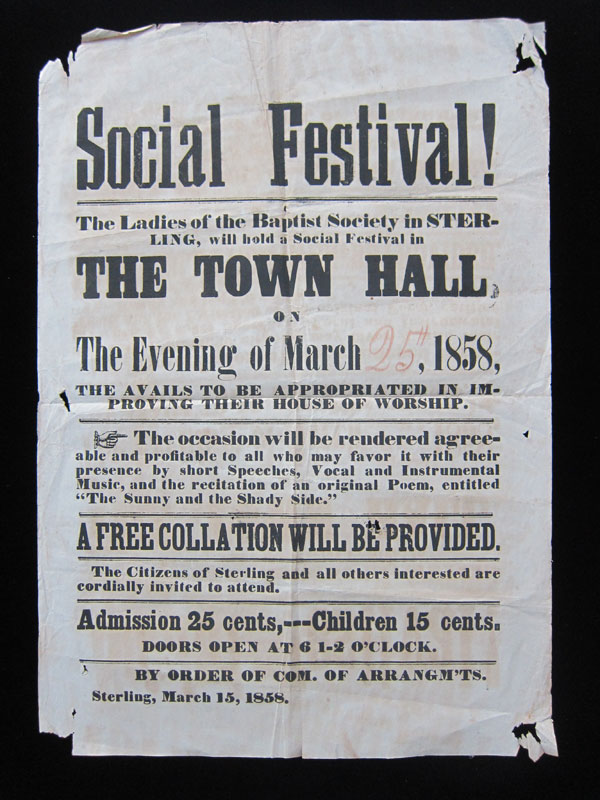 Social Festival!
The Ladies of the Baptist Society in STER-
LING, will hold a Social Festival in
THE TOWN HALL,
ON
The Evening of March 25th, 1858,
THE AVAILS TO BE APPROPRIATED IN IM-
PROVING THEIR HOUSE OF WORSHIP.
☞ The occasion will be rendered agree-
able and profitable to all who may favor it with their
presence by short Speeches, Vocal and Instrumental
Music, and the recitation of an original Poem, entitled
“The Sunny and the Shady Side.”
A FREE COLLATION WILL BE PROVIDED.
The Citizens of Sterling and all others interested are
cordially invited to attend.
Admission 25 cents,---Children 15 cents.
DOORS OPEN AT 6 1-2 O'CLOCK.
BY ORDER OF COM. OF ARRANGM'TS.
Sterling, March 15, 1858.